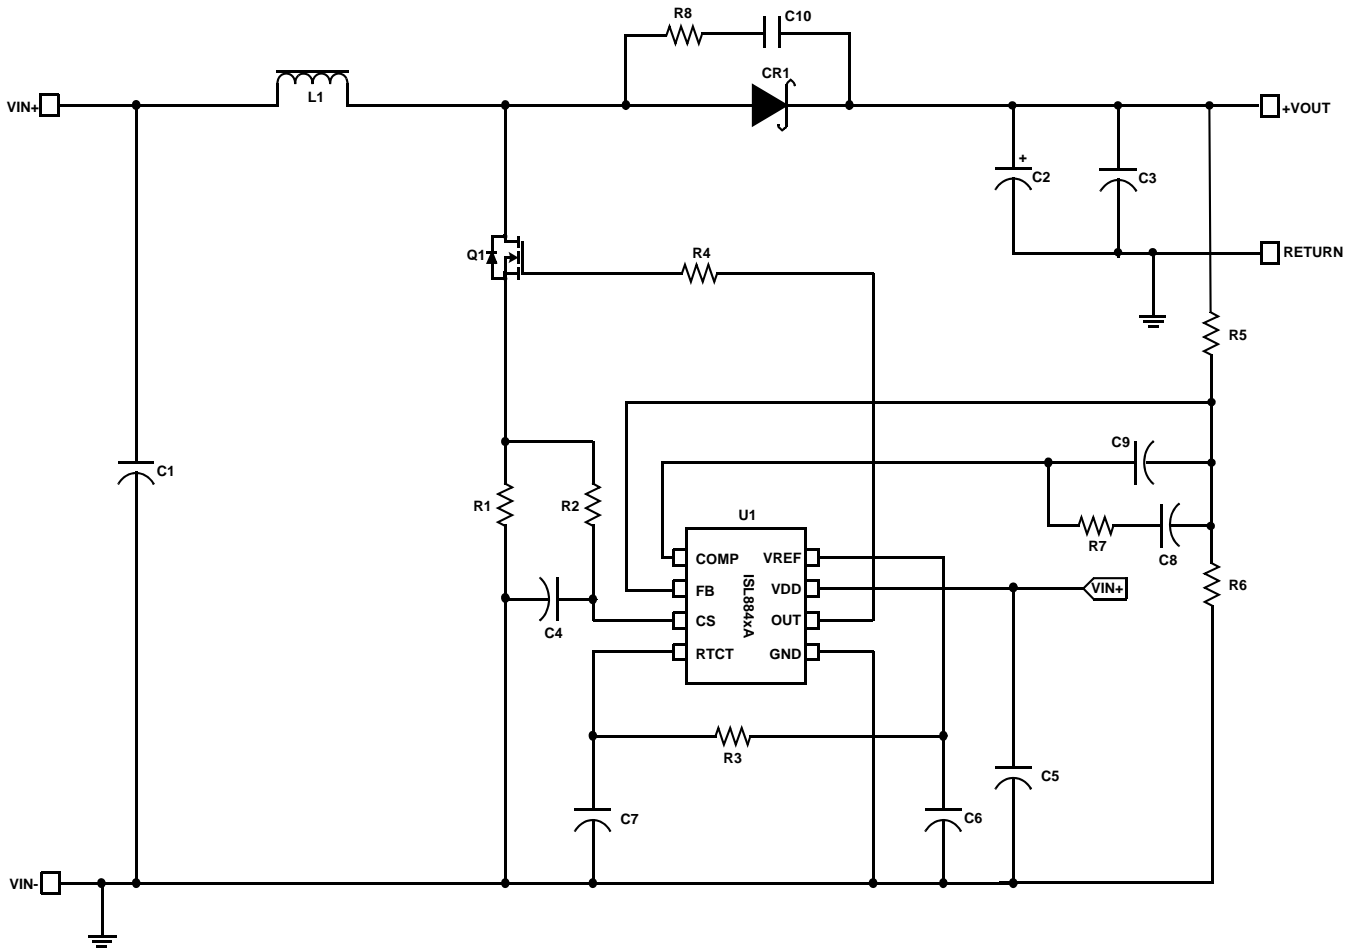 R8
C10
CR1
VIN+
L1
+VOUT
+
C2
C3
Q1
R4
RETURN
R5
C9
C1
R1
R2
U1
R7
C8
COMP
VREF
FB
VDD
VIN+
R6
CS
OUT
C4
RTCT
GND
ISL884xA
R3
C5
C7
C6
VIN-